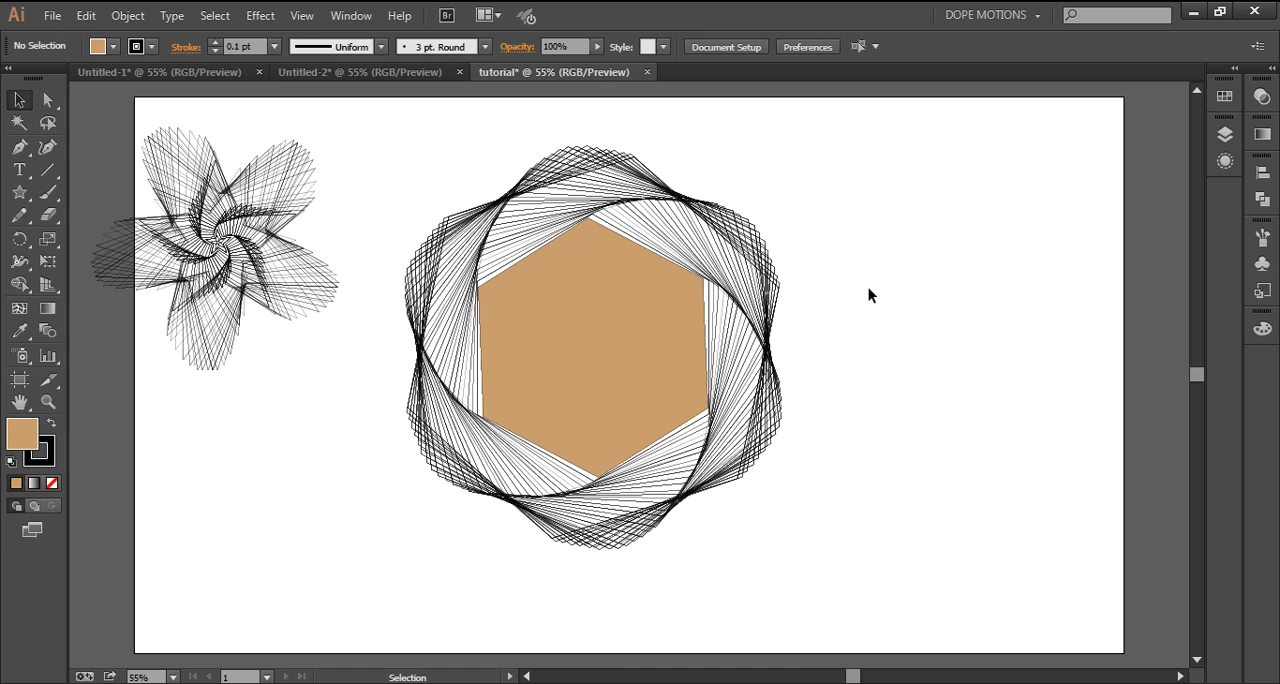 Ai File Edit Object Type Select Effect View Window Help Br DOPE MOTIONS
No Selection Stroke: 0.1 pt Uniform 3 pt. Round Opacity: 100% Style: Document Setup Preferences
Untitled-1* @ 55% (RGB/Preview) × Untitled-2* @ 55% (RGB/Preview) × tutorial* @ 55% (RGB/Preview) ×
55% 1 Selection